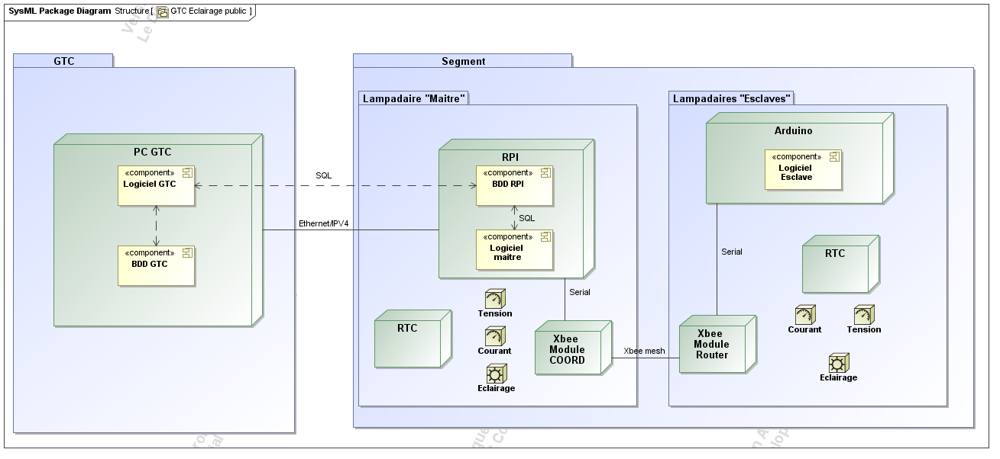 SysML Package Diagram Structure [ GTC Eclairage public ]
GTC
PC GTC
«component»
Logiciel GTC
«component»
BDD GTC
SQL
Ethernet/IPV4
Segment
Lampadaire "Maitre"
RPI
«component»
BDD RPI
SQL
«component»
Logiciel
maitre
Serial
Tension
Courant
Eclairage
RTC
Xbee
Module
COORD
Xbee mesh
Lampadaires "Esclaves"
Arduino
«component»
Logiciel
Esclave
Serial
RTC
Courant
Tension
Eclairage
Xbee
Module
Router